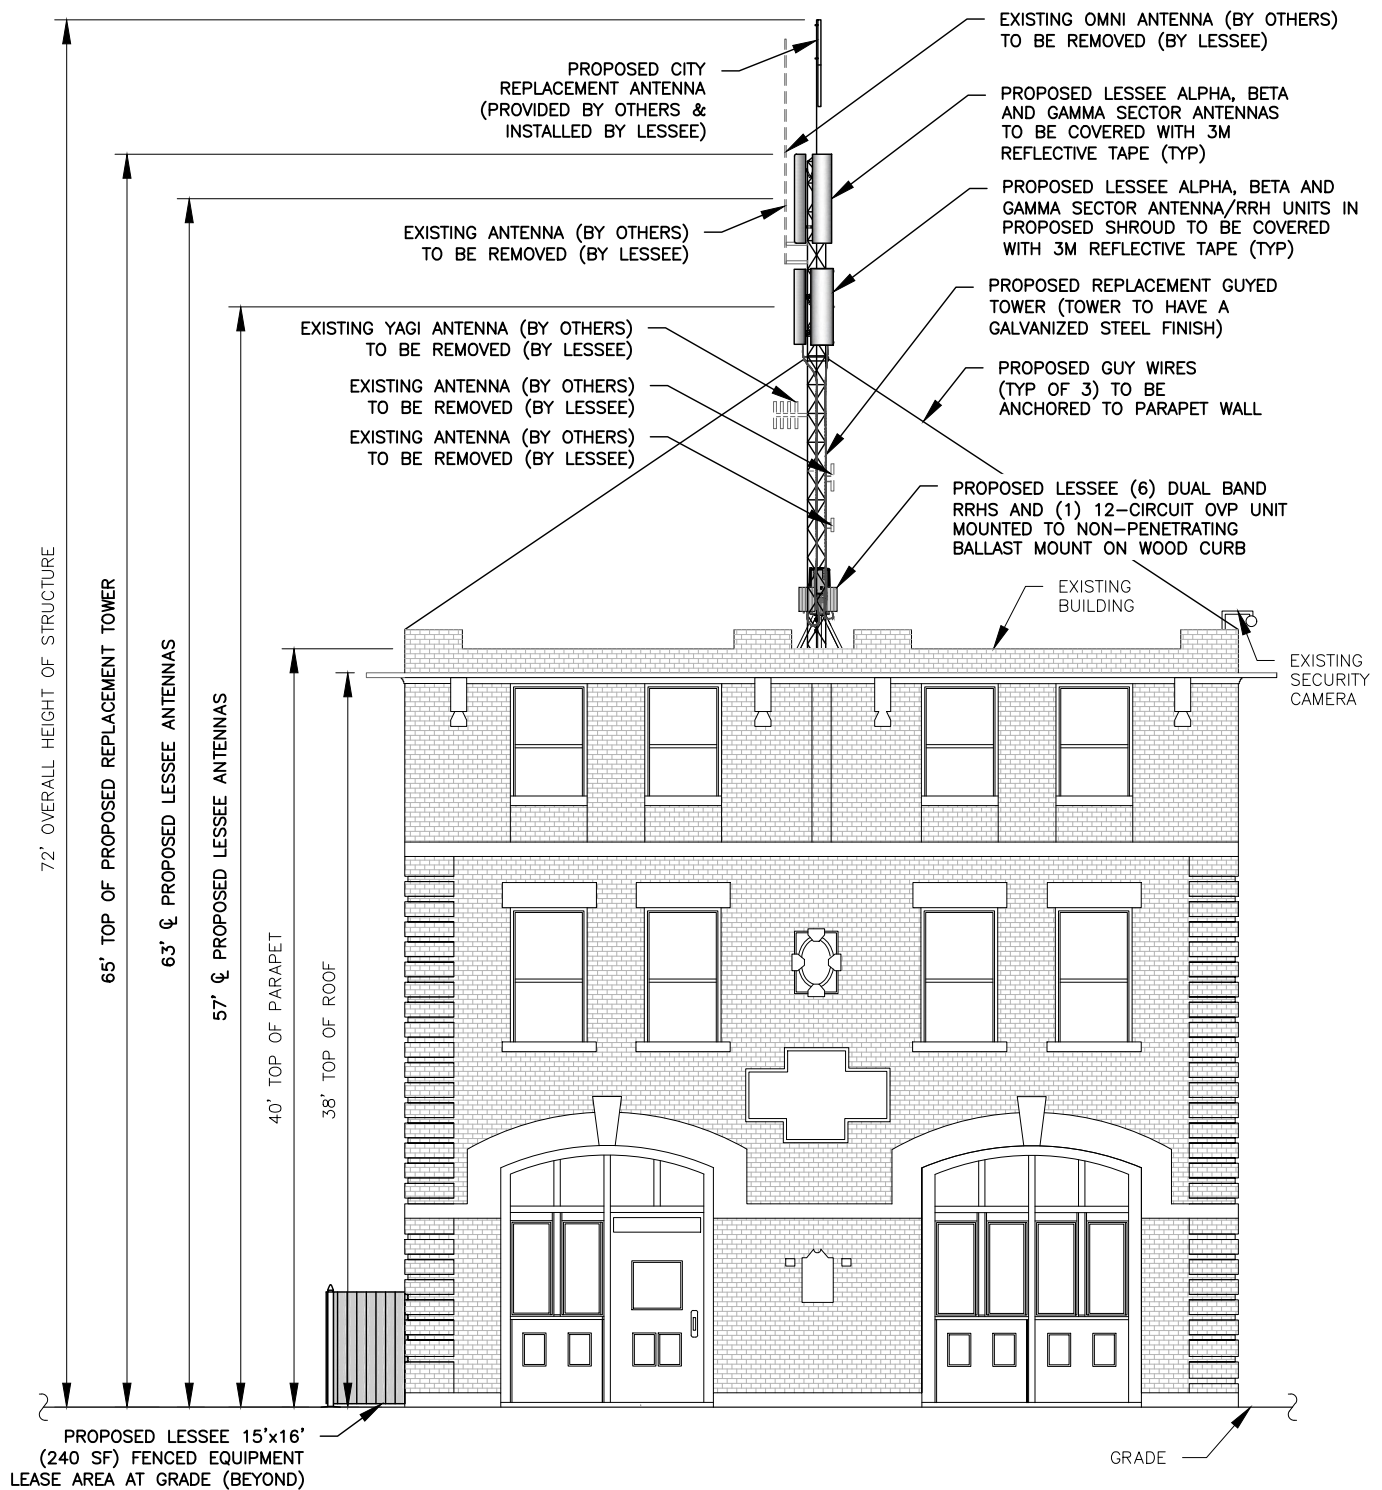 EXISTING OMNI ANTENNA (BY OTHERS)
TO BE REMOVED (BY LESSEE)
PROPOSED CITY
REPLACEMENT ANTENNA
(PROVIDED BY OTHERS &
INSTALLED BY LESSEE)
PROPOSED LESSEE ALPHA, BETA
AND GAMMA SECTOR ANTENNAS
TO BE COVERED WITH 3M
REFLECTIVE TAPE (TYP)
PROPOSED LESSEE ALPHA, BETA AND
GAMMA SECTOR ANTENNA/RRH UNITS IN
PROPOSED SHROUD TO BE COVERED
WITH 3M REFLECTIVE TAPE (TYP)
EXISTING ANTENNA (BY OTHERS)
TO BE REMOVED (BY LESSEE)
PROPOSED REPLACEMENT GUYED
TOWER (TOWER TO HAVE A
GALVANIZED STEEL FINISH)
EXISTING YAGI ANTENNA (BY OTHERS)
TO BE REMOVED (BY LESSEE)
PROPOSED GUY WIRES
(TYP OF 3) TO BE
ANCHORED TO PARAPET WALL
EXISTING ANTENNA (BY OTHERS)
TO BE REMOVED (BY LESSEE)
EXISTING ANTENNA (BY OTHERS)
TO BE REMOVED (BY LESSEE)
PROPOSED LESSEE (6) DUAL BAND
RRHS AND (1) 12-CIRCUIT OVP UNIT
MOUNTED TO NON-PENETRATING
BALLAST MOUNT ON WOOD CURB
EXISTING
BUILDING
EXISTING
SECURITY
CAMERA
72' OVERALL HEIGHT OF STRUCTURE
65' TOP OF PROPOSED REPLACEMENT TOWER
63' ℄ PROPOSED LESSEE ANTENNAS
57' ℄ PROPOSED LESSEE ANTENNAS
40' TOP OF PARAPET
38' TOP OF ROOF
PROPOSED LESSEE 15'x16'
(240 SF) FENCED EQUIPMENT
LEASE AREA AT GRADE (BEYOND)
GRADE